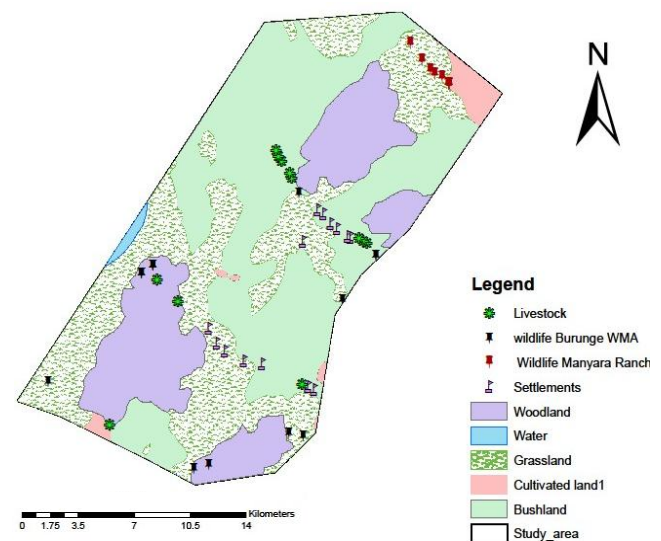 N
Legend
Livestock
wildlife Burunge WMA
Wildlife Manyara Ranch
Settlements
Woodland
Water
Grassland
Cultivated land1
Bushland
Study_area
Kilometers
0 1.75 3.5 7 10.5 14